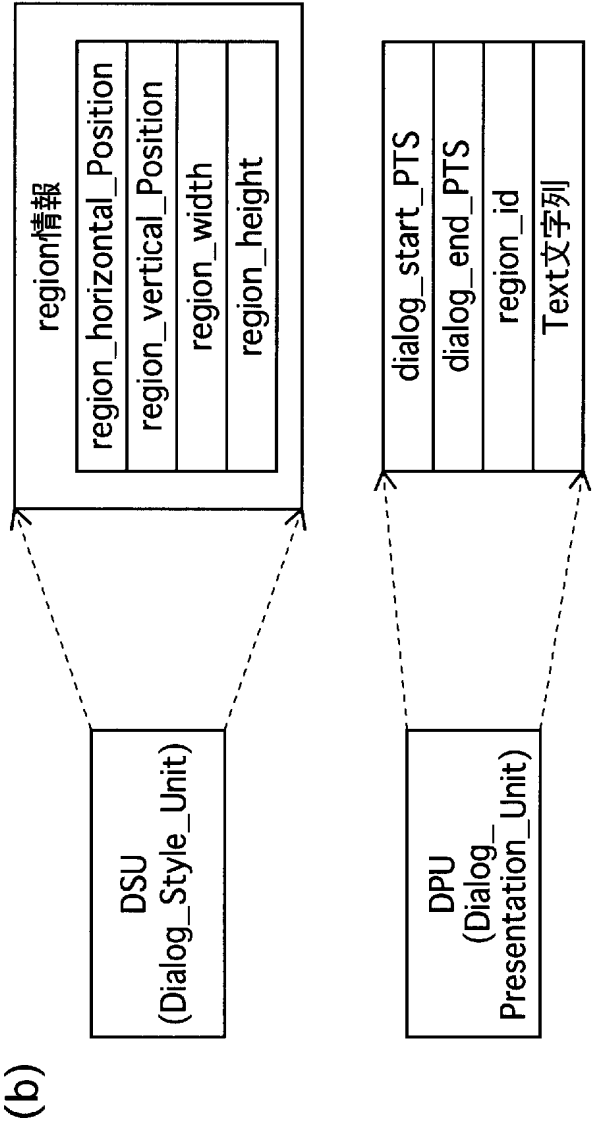 (b)
DSU
(Dialog_Style_Unit)
region情報
region_horizontal_Position
region_vertical_Position
region_width
region_height
DPU
(Dialog_
Presentation_Unit)
dialog_start_PTS
dialog_end_PTS
region_id
Text文字列